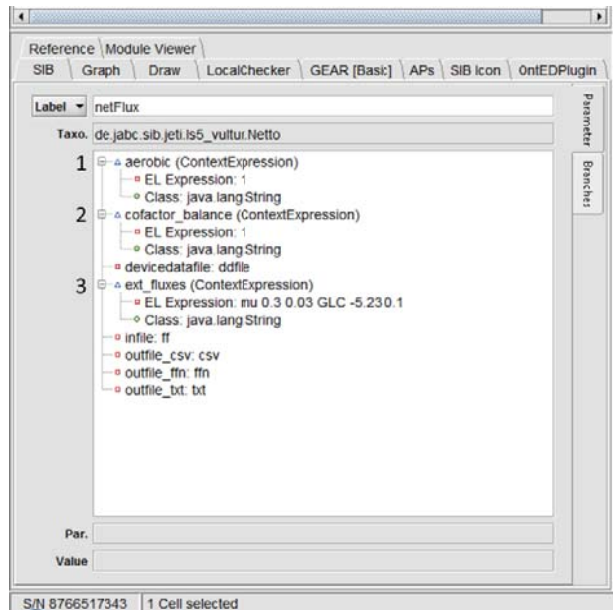 Reference Module Viewer
SIB Graph Draw LocalChecker GEAR [Basic] APs SIB Icon OntEDPlugin
Label netFlux
Taxo. de.jabc.sib.jeti.ls5_vultur.Netto
1 aerobic (ContextExpression)
EL Expression: 1
Class: java.lang.String
2 cofactor_balance (ContextExpression)
EL Expression: 1
Class: java.lang.String
devicedatafile: ddfile
3 ext_fluxes (ContextExpression)
EL Expression: mu 0.3 0.03 GLC -5.23 0.1
Class: java.lang.String
infile: ff
outfile_csv: csv
outfile_ffn: ffn
outfile_txt: txt
Parameter
Branches
Par.
Value
S/N 8766517343 1 Cell selected